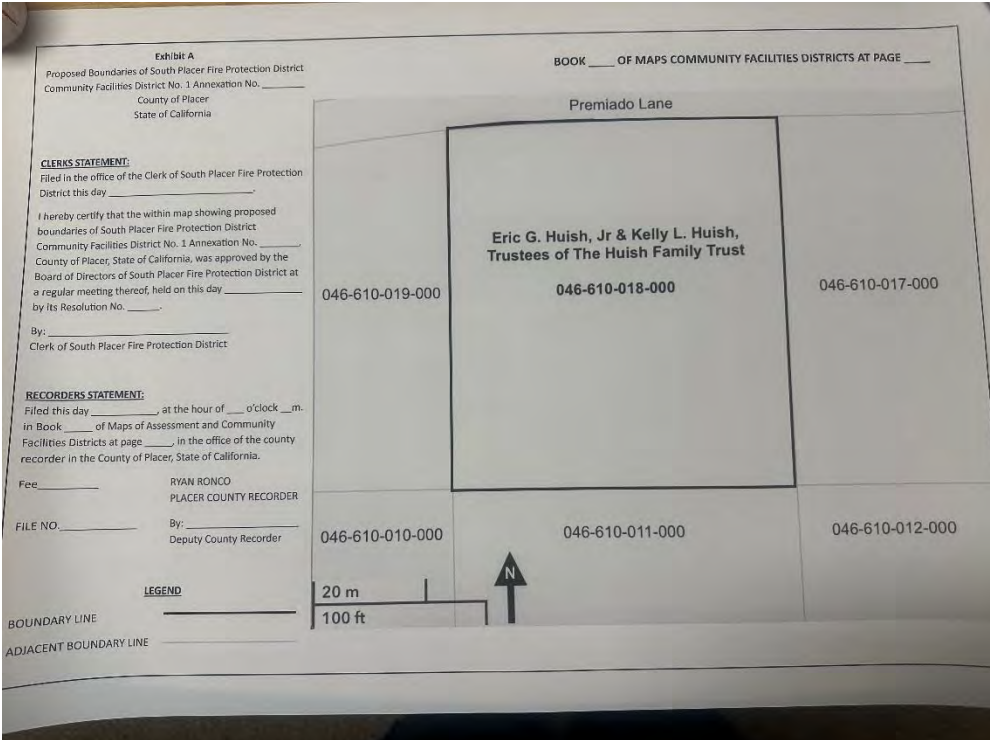 Exhibit A
Proposed Boundaries of South Placer Fire Protection District
Community Facilities District No. 1 Annexation No. ________
County of Placer
State of California
BOOK ____ OF MAPS COMMUNITY FACILITIES DISTRICTS AT PAGE ____
CLERKS STATEMENT:
Filed in the office of the Clerk of South Placer Fire Protection
District this day ___________________________.
I hereby certify that the within map showing proposed
boundaries of South Placer Fire Protection District
Community Facilities District No. 1 Annexation No. _______,
County of Placer, State of California, was approved by the
Board of Directors of South Placer Fire Protection District at
a regular meeting thereof, held on this day ______________
by its Resolution No. ______.
By: ________________________________
Clerk of South Placer Fire Protection District
RECORDERS STATEMENT:
Filed this day ____________, at the hour of ___ o'clock __m.
in Book _____ of Maps of Assessment and Community
Facilities Districts at page _____, in the office of the county
recorder in the County of Placer, State of California.
Fee___________
RYAN RONCO
PLACER COUNTY RECORDER
FILE NO.______________
By: ____________________
Deputy County Recorder
LEGEND
BOUNDARY LINE
ADJACENT BOUNDARY LINE
Premiado Lane
Eric G. Huish, Jr & Kelly L. Huish,
Trustees of The Huish Family Trust
046-610-018-000
046-610-019-000
046-610-017-000
046-610-010-000
046-610-011-000
046-610-012-000
20 m
100 ft
N